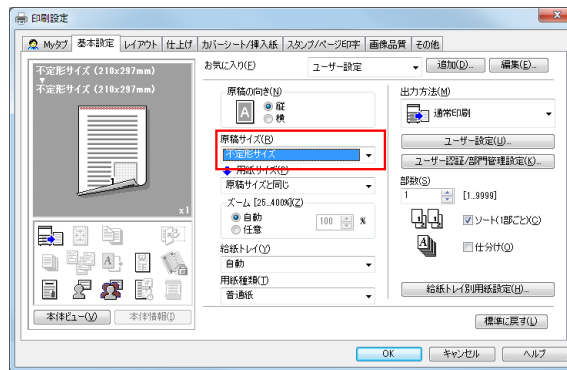 印刷設定
Myタブ 基本設定 レイアウト 仕上げ カバーシート/挿入紙 スタンプ/ページ印字 画像品質 その他
不定形サイズ (210x297mm)
不定形サイズ (210x297mm)
x1
本体ビュー(V) 本体情報(I)
お気に入り(F) ユーザー設定 追加(D)... 編集(E)...
原稿の向き(N)
縦
横
原稿サイズ(R)
不定形サイズ
用紙サイズ(P)
原稿サイズと同じ
ズーム [25..400%](Z)
自動
任意
100 %
給紙トレイ(Y)
自動
用紙種類(T)
普通紙
出力方法(M)
通常印刷
ユーザー設定(U)...
ユーザー認証/部門管理設定(K)...
部数(S)
1 [1..9999]
ソート(1部ごと)(C)
仕分け(O)
給紙トレイ別用紙設定(H)...
標準に戻す(L)
OK キャンセル ヘルプ